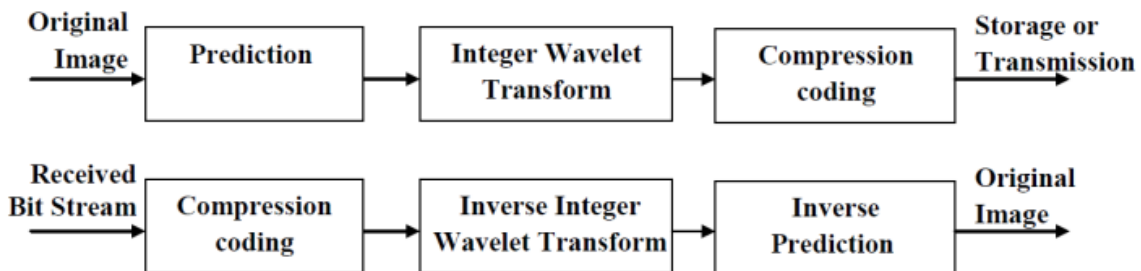 Original
Image
Prediction
Integer Wavelet
Transform
Compression
coding
Storage or
Transmission
Received
Bit Stream
Compression
coding
Inverse Integer
Wavelet Transform
Inverse
Prediction
Original
Image